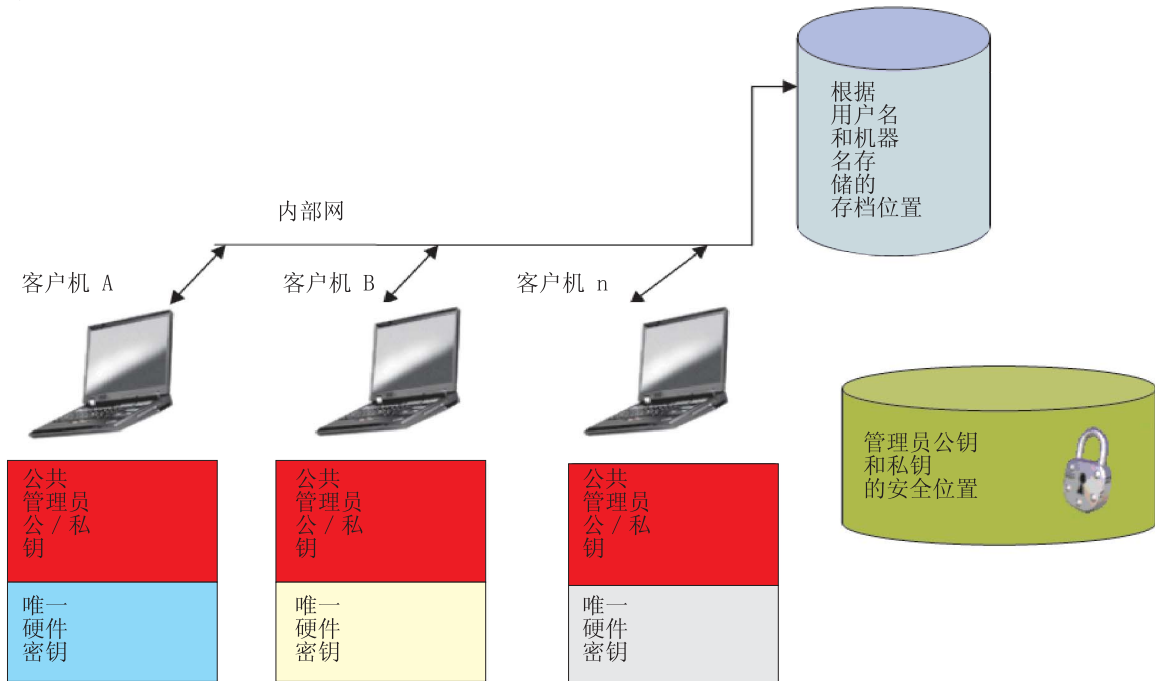 根据
用户名
和机器
名存
储的
存档位置
内部网
客户机 A
客户机 B
客户机 n
管理员公钥
和私钥
的安全位置
公共
管理员
公/私
钥
公共
管理员
公/私
钥
公共
管理员
公/私
钥
唯一
硬件
密钥
唯一
硬件
密钥
唯一
硬件
密钥